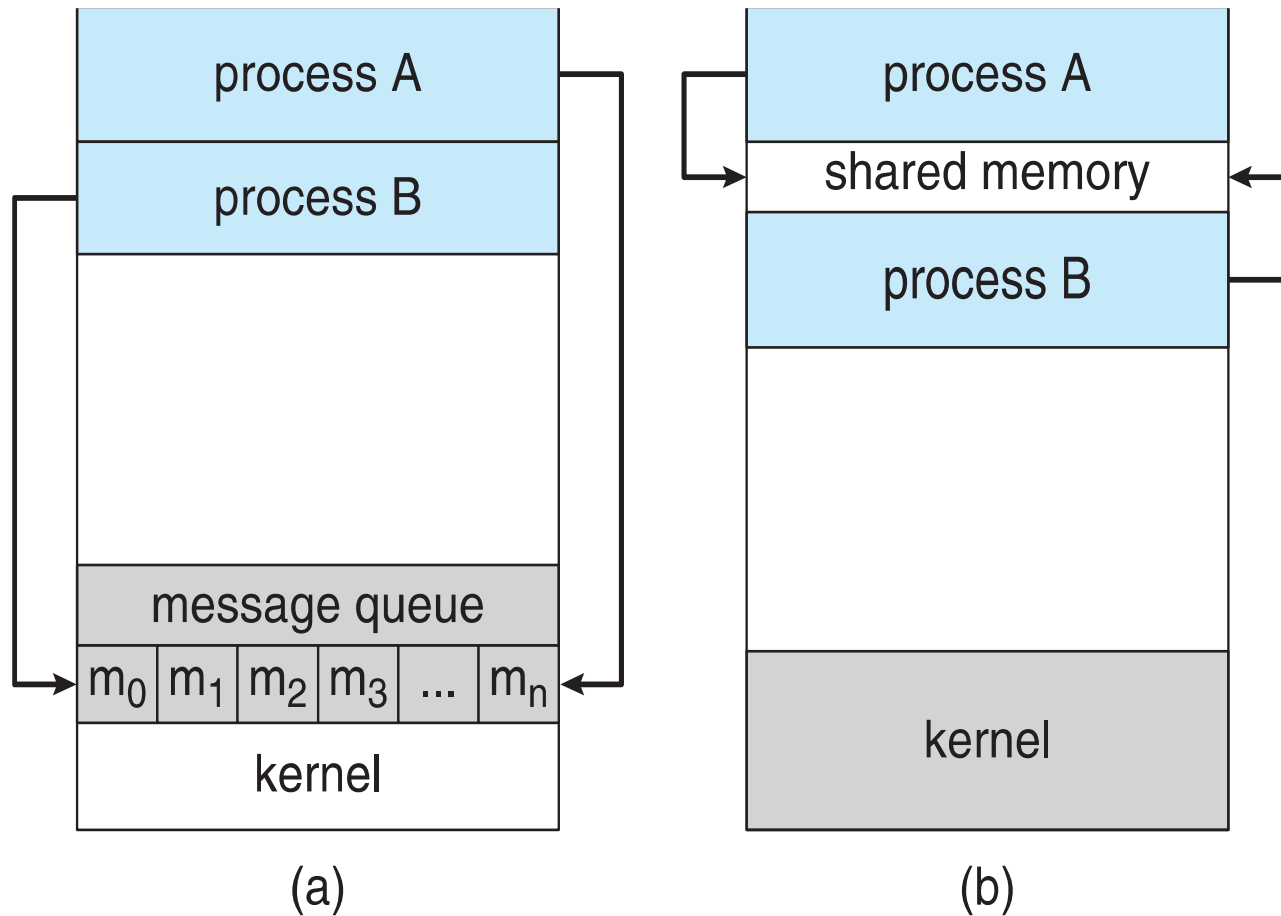 process A
process B
message queue
m0 m1 m2 m3 ... mn
kernel
(a)
process A
shared memory
process B
kernel
(b)